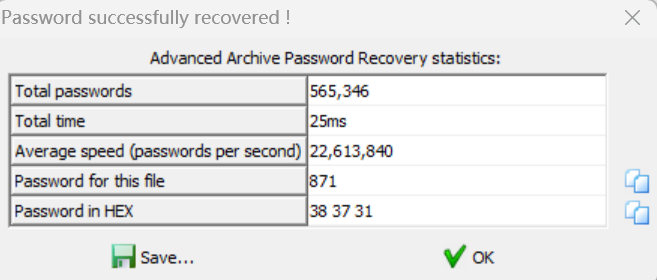 Password successfully recovered !
Advanced Archive Password Recovery statistics:
Total passwords 565,346
Total time 25ms
Average speed (passwords per second) 22,613,840
Password for this file 871
Password in HEX 38 37 31
Save... OK